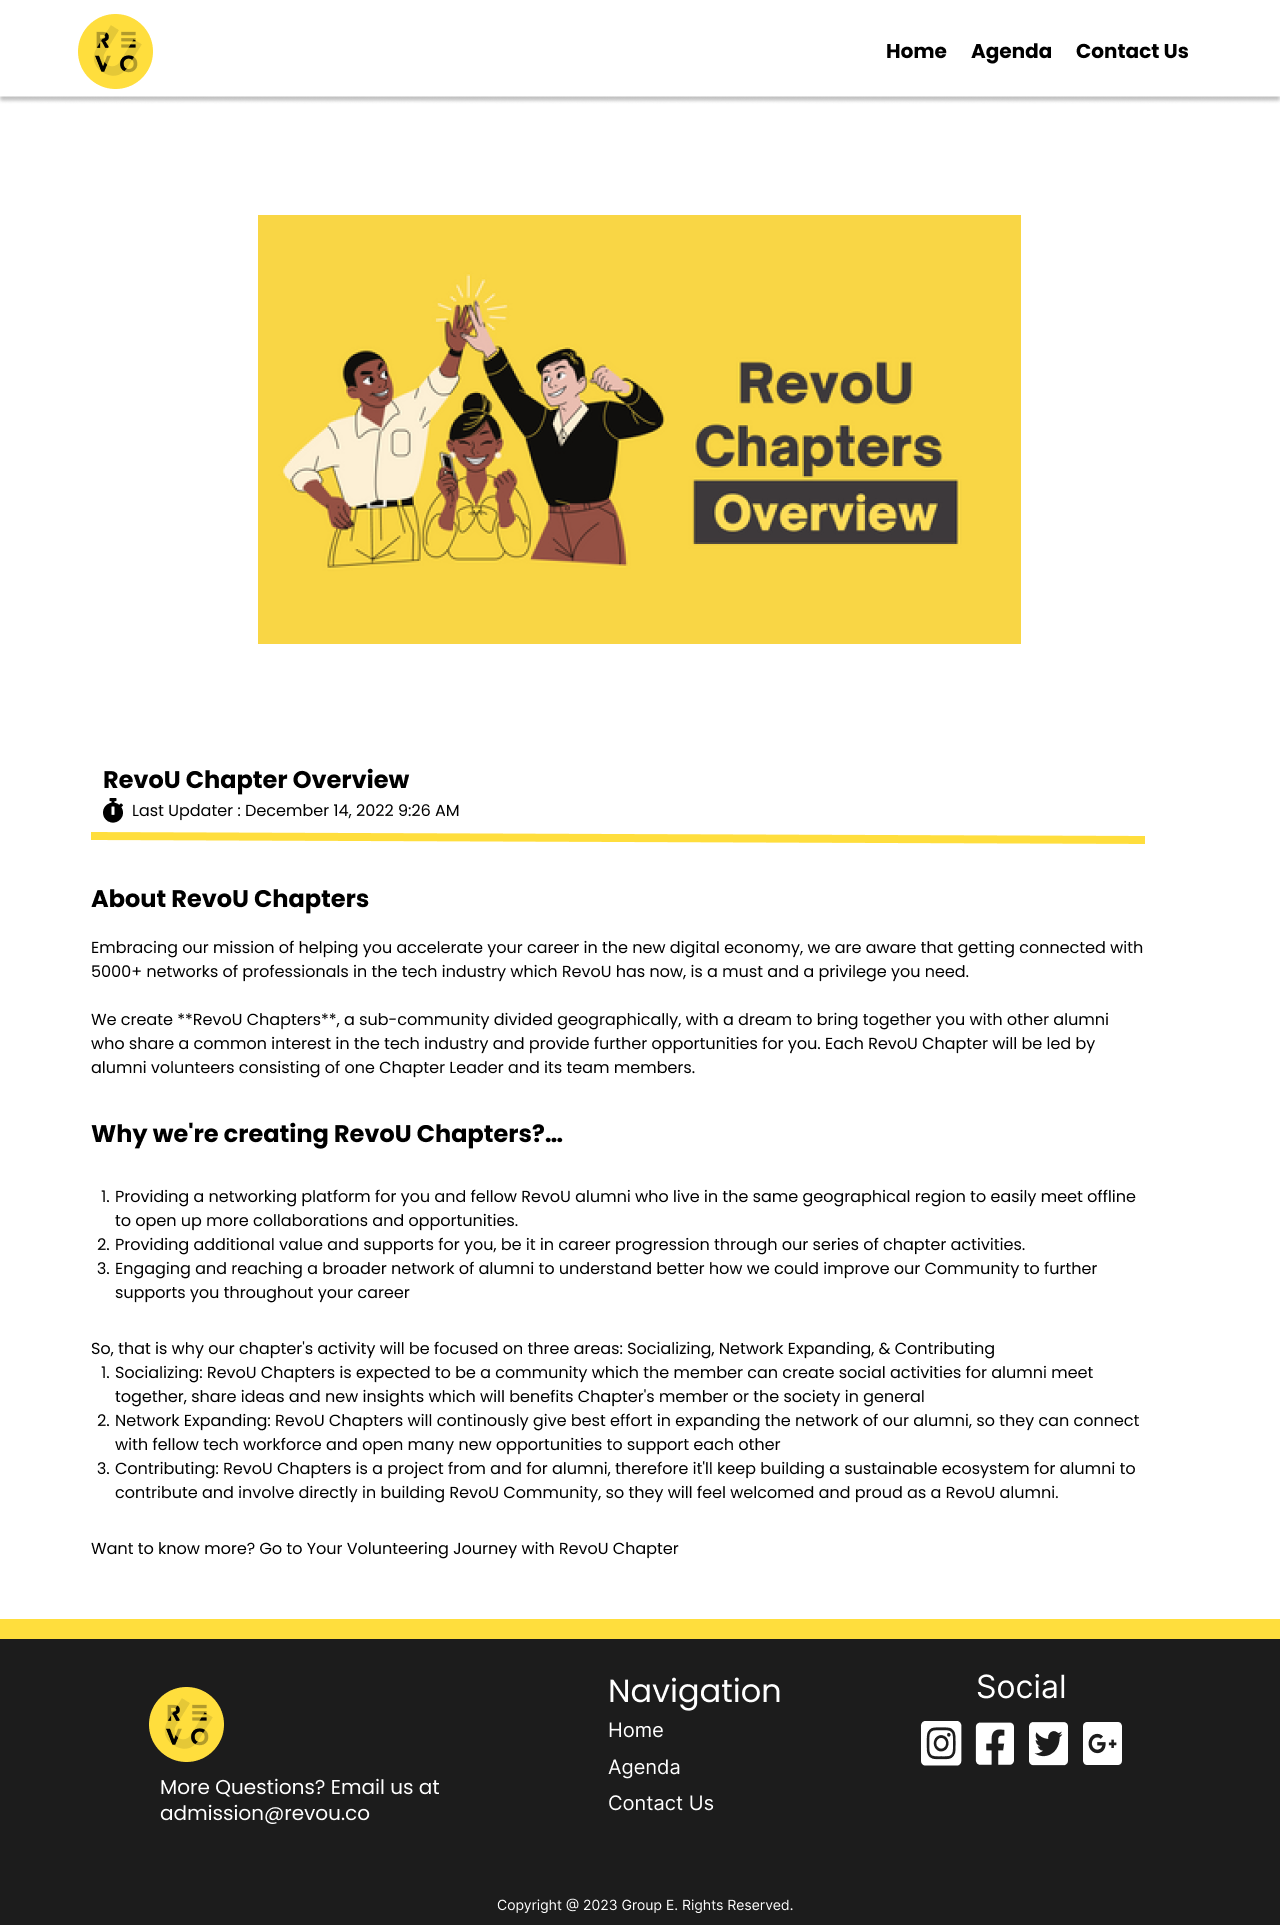 RE
VO
Home Agenda Contact Us
RevoU
Chapters
Overview
RevoU Chapter Overview
Last Updater : December 14, 2022 9:26 AM
About RevoU Chapters
Embracing our mission of helping you accelerate your career in the new digital economy, we are aware that getting connected with
5000+ networks of professionals in the tech industry which RevoU has now, is a must and a privilege you need.
We create **RevoU Chapters**, a sub-community divided geographically, with a dream to bring together you with other alumni
who share a common interest in the tech industry and provide further opportunities for you. Each RevoU Chapter will be led by
alumni volunteers consisting of one Chapter Leader and its team members.
Why we're creating RevoU Chapters?...
1. Providing a networking platform for you and fellow RevoU alumni who live in the same geographical region to easily meet offline
to open up more collaborations and opportunities.
2. Providing additional value and supports for you, be it in career progression through our series of chapter activities.
3. Engaging and reaching a broader network of alumni to understand better how we could improve our Community to further
supports you throughout your career
So, that is why our chapter's activity will be focused on three areas: Socializing, Network Expanding, & Contributing
1. Socializing: RevoU Chapters is expected to be a community which the member can create social activities for alumni meet
together, share ideas and new insights which will benefits Chapter's member or the society in general
2. Network Expanding: RevoU Chapters will continously give best effort in expanding the network of our alumni, so they can connect
with fellow tech workforce and open many new opportunities to support each other
3. Contributing: RevoU Chapters is a project from and for alumni, therefore it'll keep building a sustainable ecosystem for alumni to
contribute and involve directly in building RevoU Community, so they will feel welcomed and proud as a RevoU alumni.
Want to know more? Go to Your Volunteering Journey with RevoU Chapter
RE
VO
More Questions? Email us at
admission@revou.co
Navigation
Home
Agenda
Contact Us
Social
G+
Copyright @ 2023 Group E. Rights Reserved.